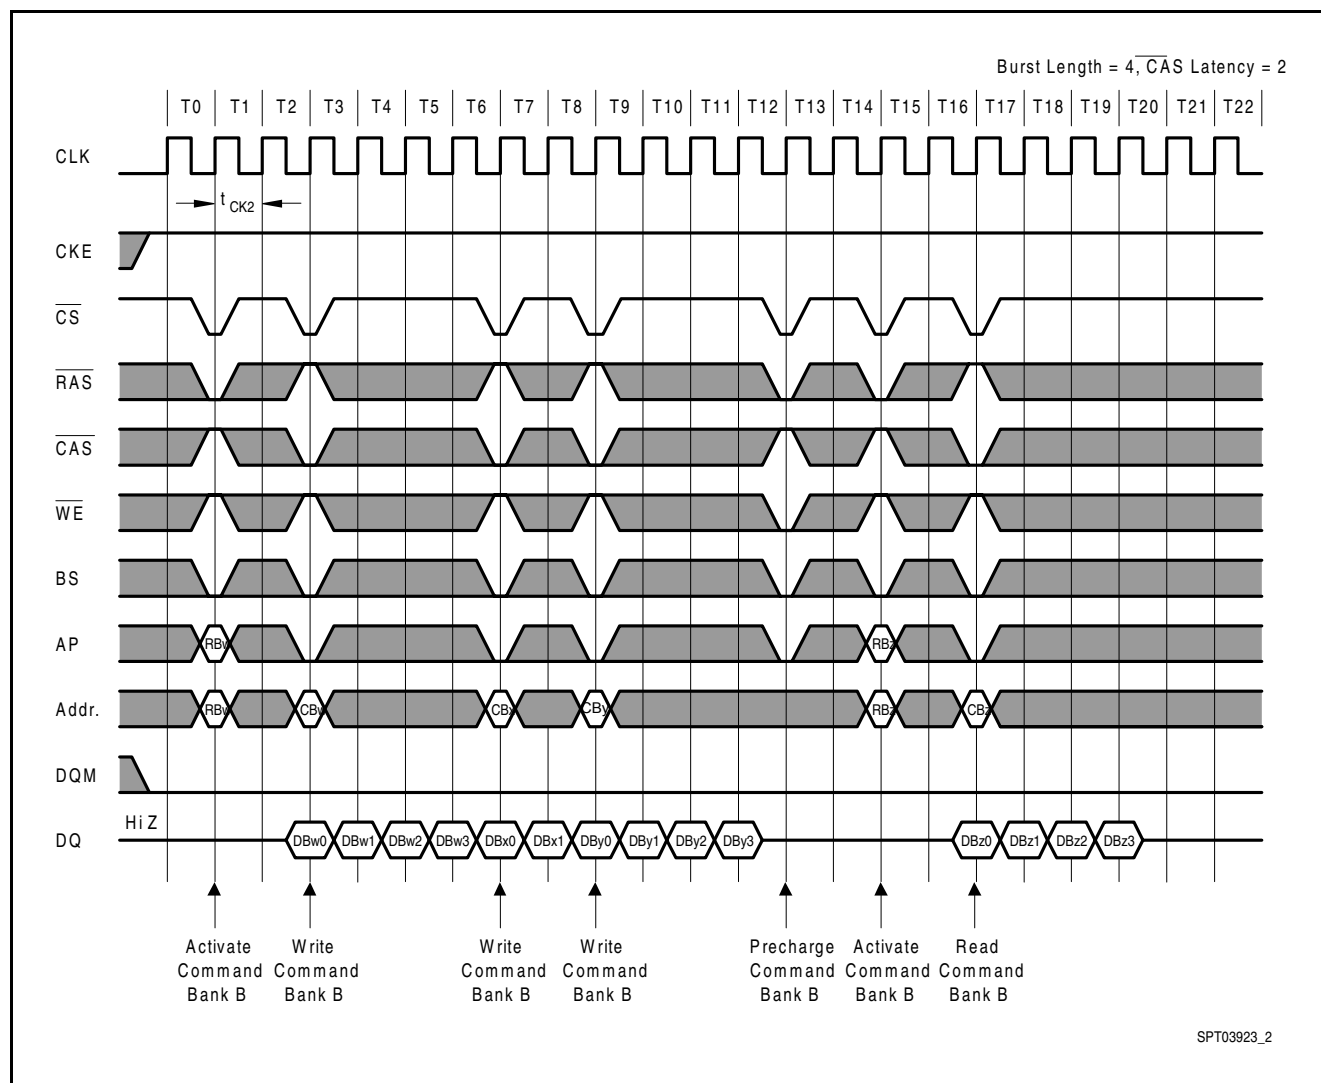 Burst Length = 4, CAS Latency = 2
T0 T1 T2 T3 T4 T5 T6 T7 T8 T9 T10 T11 T12 T13 T14 T15 T16 T17 T18 T19 T20 T21 T22
CLK
t CK2
CKE
CS
RAS
CAS
WE
BS
AP RBw RBz
Addr. RBw CBw CBx CBy RBz CBz
DQM
Hi Z
DQ DBw0 DBw1 DBw2 DBw3 DBx0 DBx1 DBy0 DBy1 DBy2 DBy3 DBz0 DBz1 DBz2 DBz3
Activate Write Write Write Precharge Activate Read
Command Command Command Command Command Command Command
Bank B Bank B Bank B Bank B Bank B Bank B Bank B
SPT03923_2